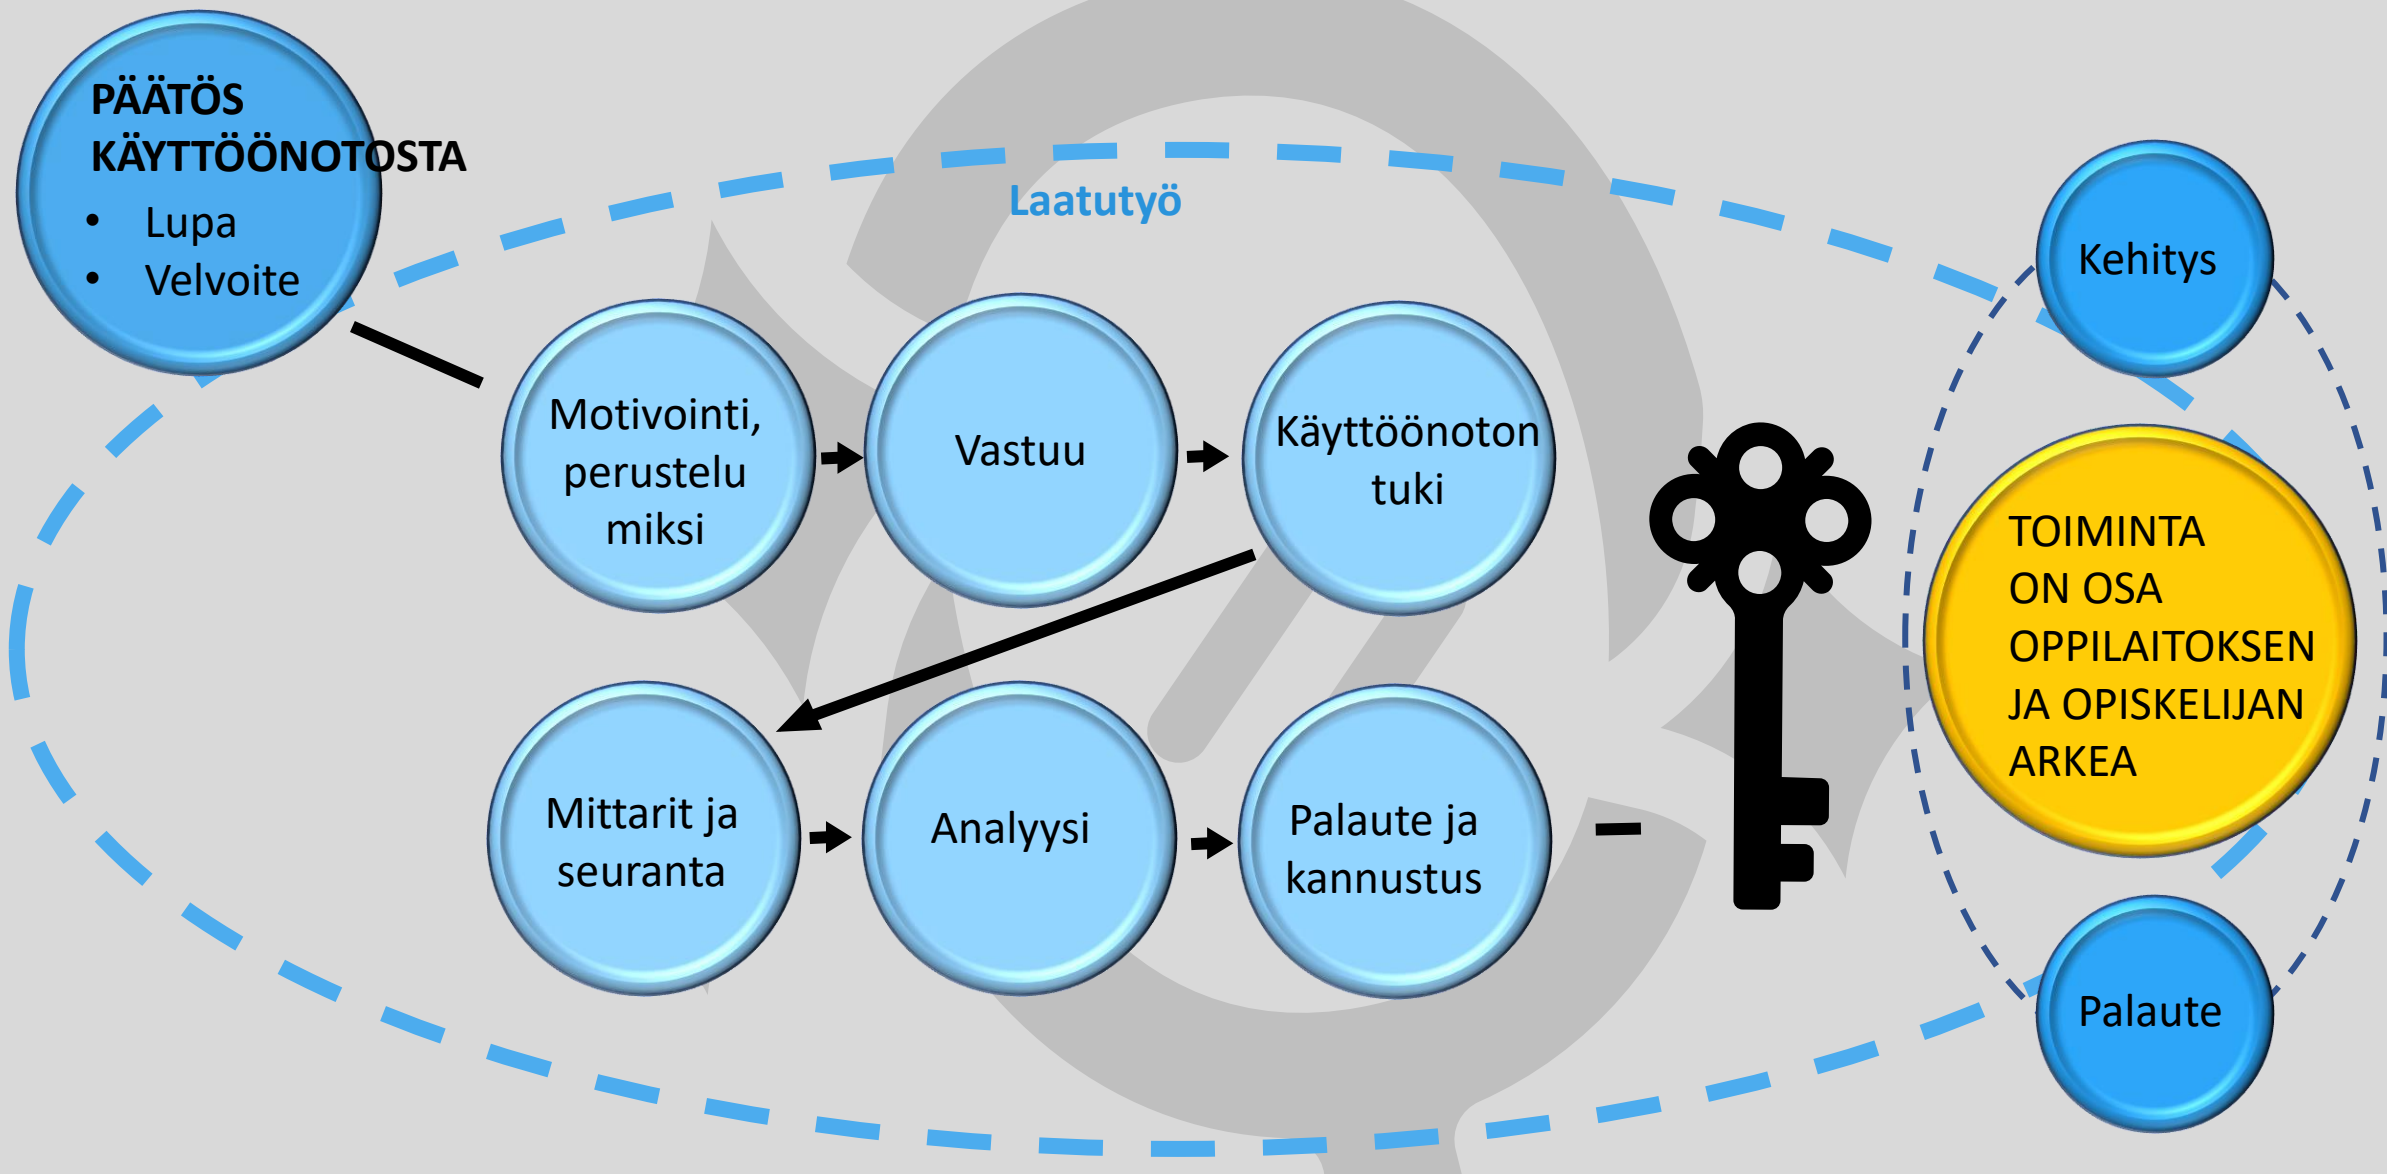 PÄÄTÖS
KÄYTTÖÖNOTOSTA
• Lupa
• Velvoite
Laatutyö
Motivointi,
perustelu
miksi
Vastuu
Käyttöönoton
tuki
Mittarit ja
seuranta
Analyysi
Palaute ja
kannustus
Kehitys
TOIMINTA
ON OSA
OPPILAITOKSEN
JA OPISKELIJAN
ARKEA
Palaute